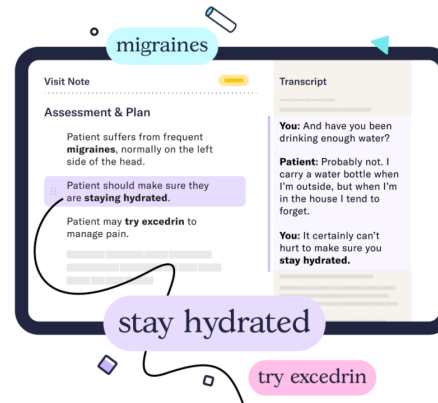 migraines
Visit Note
Assessment & Plan
Patient suffers from frequent
migraines, normally on the left
side of the head.
Patient should make sure they
are staying hydrated.
Patient may try excedrin to
manage pain.
Transcript
You: And have you been
drinking enough water?
Patient: Probably not. I
carry a water bottle when
I'm outside, but when I'm
in the house I tend to
forget.
You: It certainly can't
hurt to make sure you
stay hydrated.
stay hydrated
try excedrin